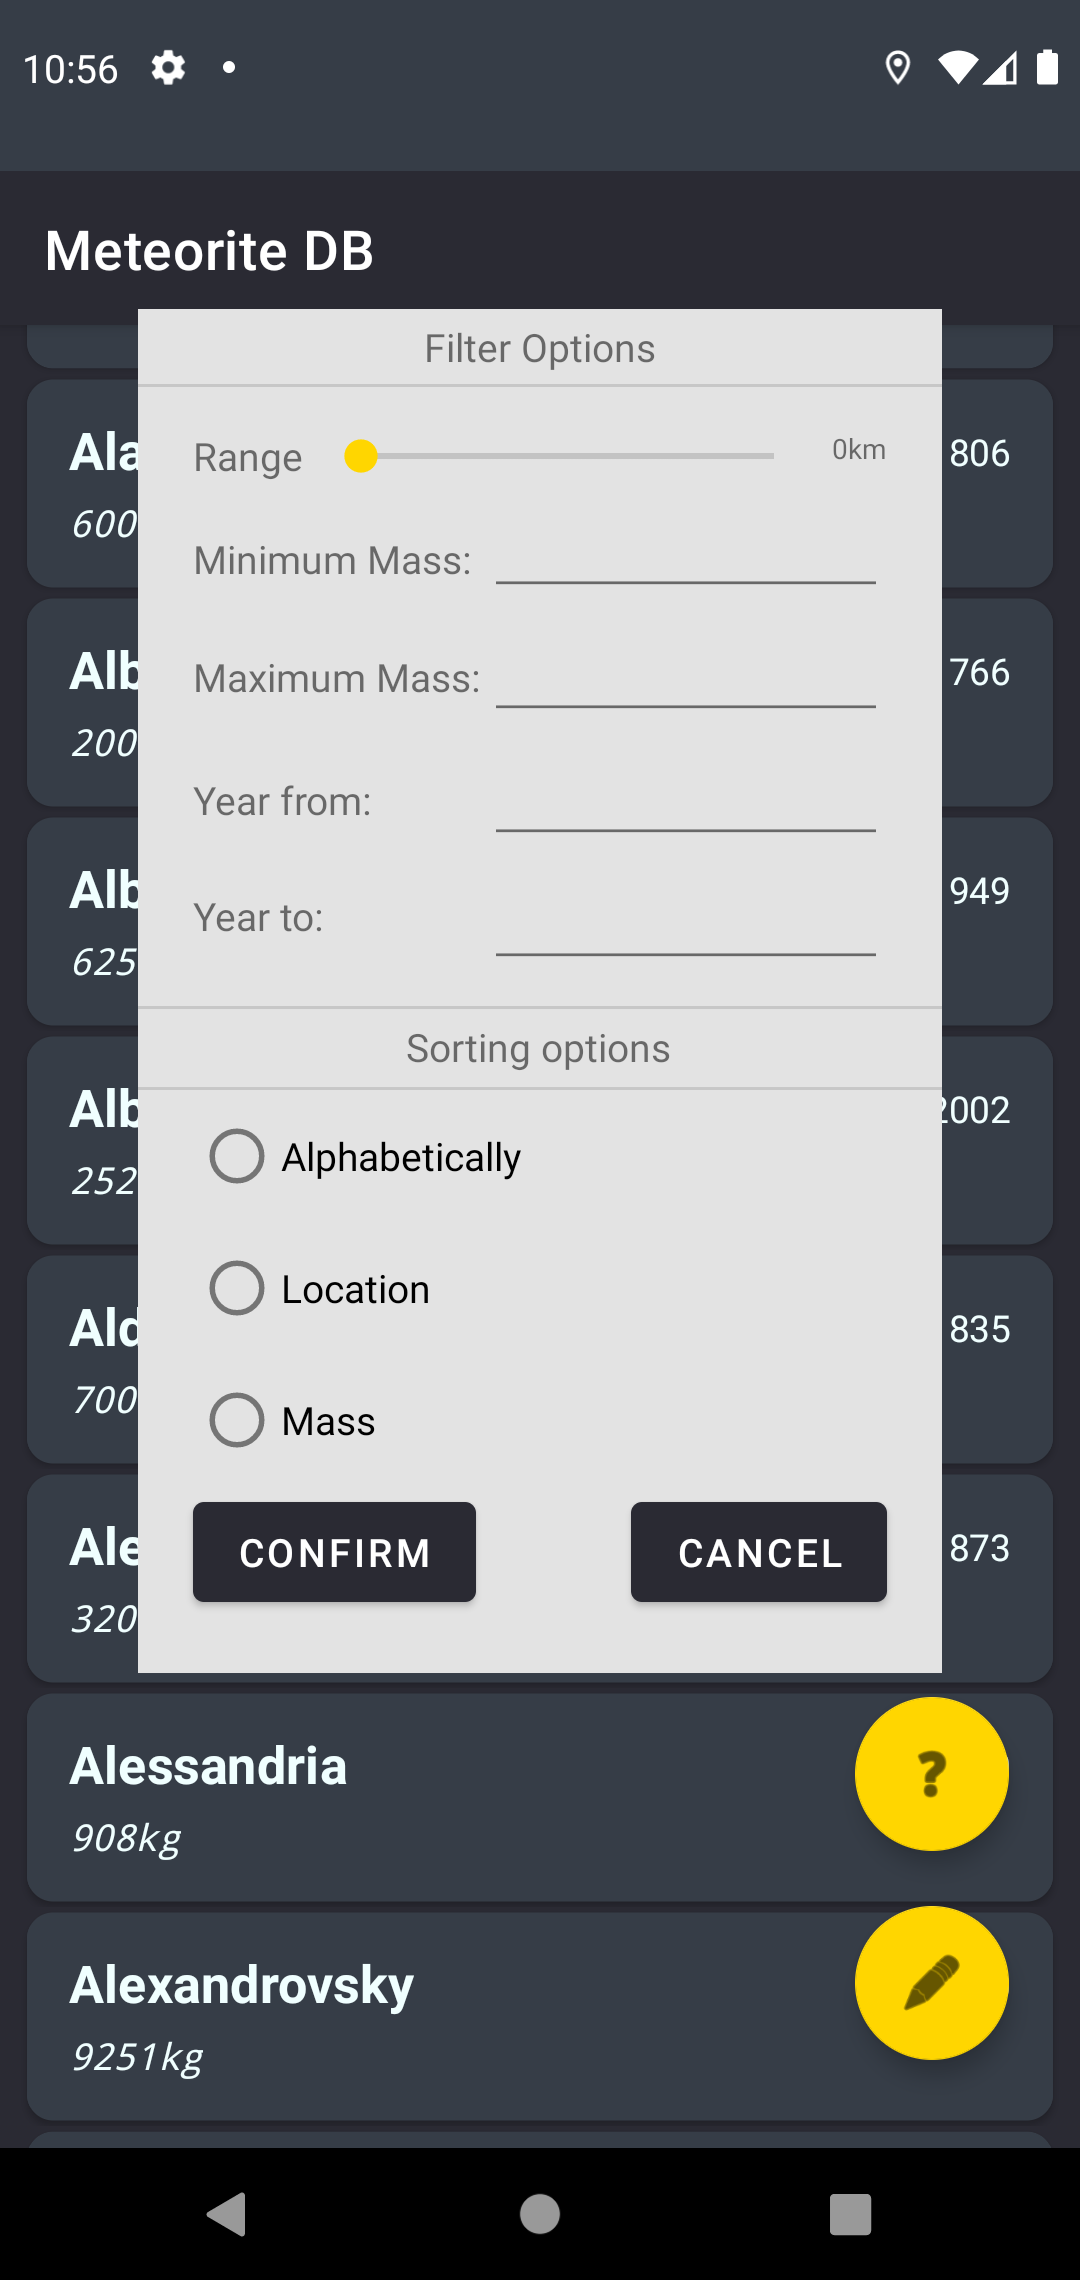 10:56
Meteorite DB
Filter Options
Range 0km
Minimum Mass:
Maximum Mass:
Year from:
Year to:
Sorting options
Alphabetically
Location
Mass
CONFIRM CANCEL
Ala 806
600
Alb 766
200
Alb 949
625
Alb 2002
252
Ald 835
700
Ale 873
320
Alessandria
908kg
?
Alexandrovsky
9251kg